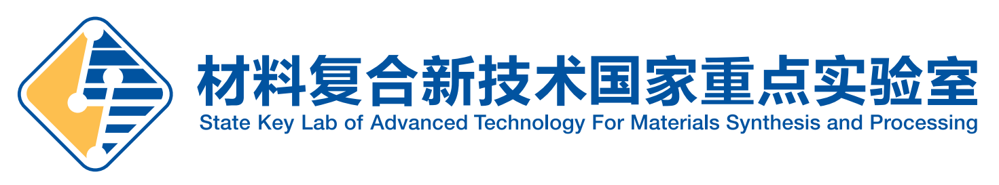 材料复合新技术国家重点实验室
State Key Lab of Advanced Technology For Materials Synthesis and Processing